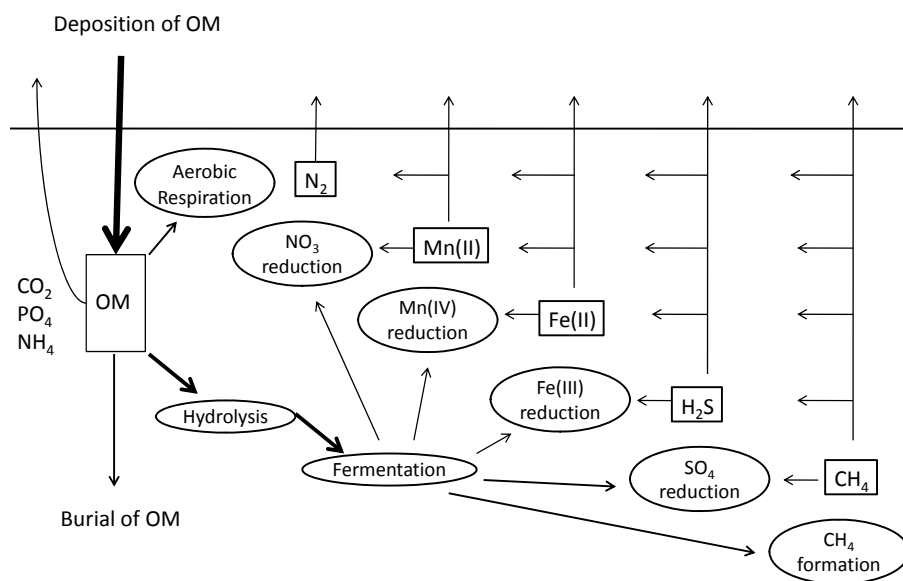 Deposition of OM
Aerobic
Respiration
N₂
NO₃
reduction
Mn(II)
CO₂
PO₄
NH₄
OM
Mn(IV)
reduction
Fe(II)
Fe(III)
reduction
H₂S
Hydrolysis
Fermentation
SO₄
reduction
CH₄
Burial of OM
CH₄
formation